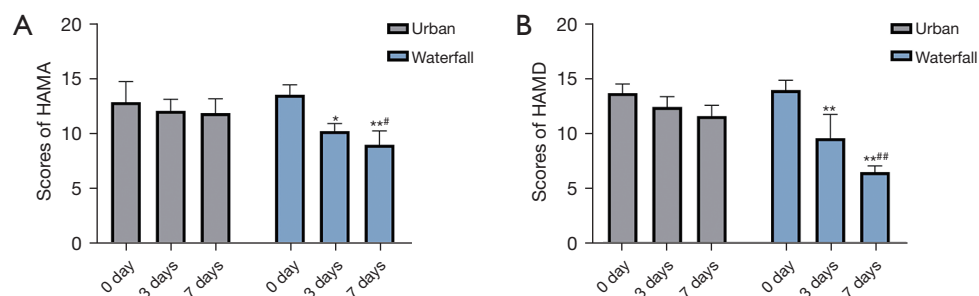 A
20
15
10
5
0
Scores of HAMA
Urban
Waterfall
*
**#
0 day
3 days
7 days
0 day
3 days
7 days
B
20
15
10
5
0
Scores of HAMD
Urban
Waterfall
**
**##
0 day
3 days
7 days
0 day
3 days
7 days